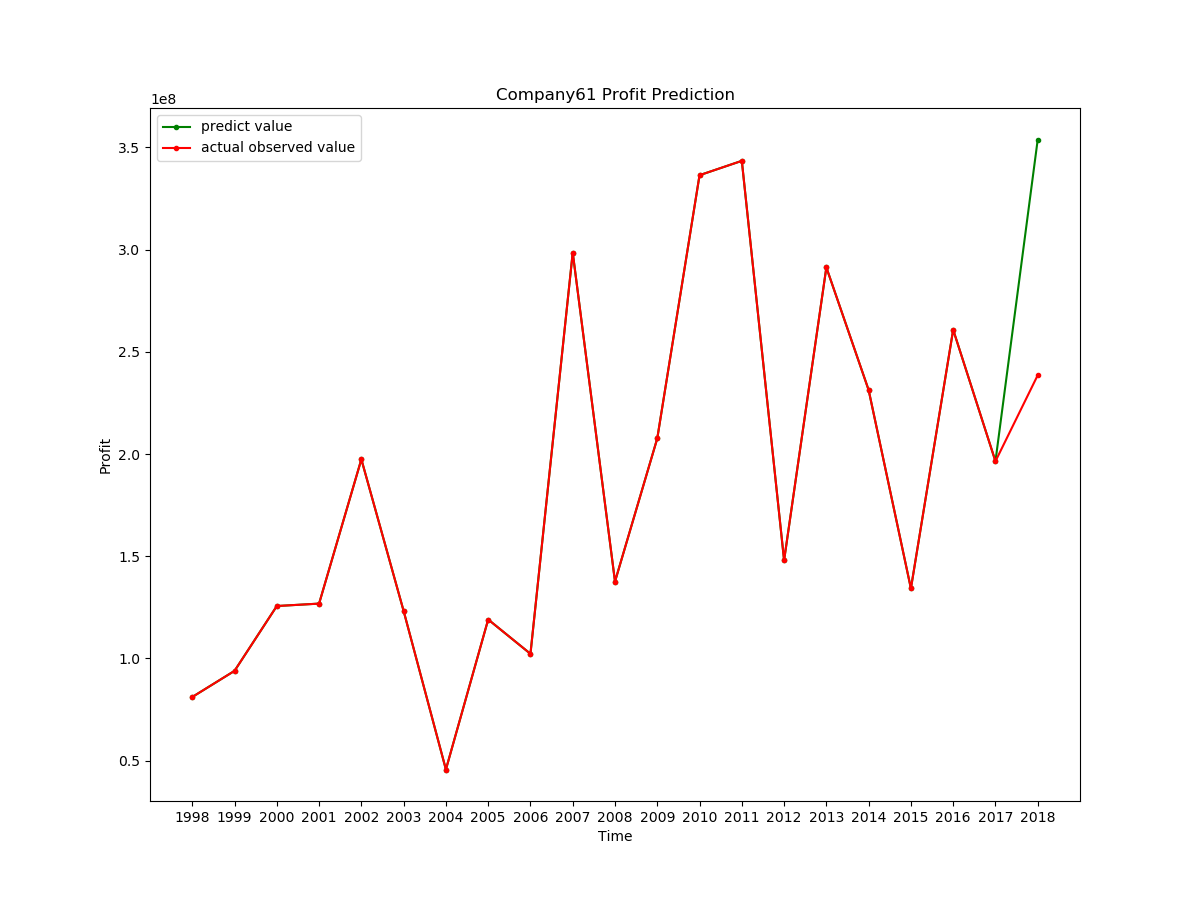 Company61 Profit Prediction
1e8
predict value
actual observed value
3.5
3.0
2.5
2.0
1.5
1.0
0.5
Profit
1998 1999 2000 2001 2002 2003 2004 2005 2006 2007 2008 2009 2010 2011 2012 2013 2014 2015 2016 2017 2018
Time